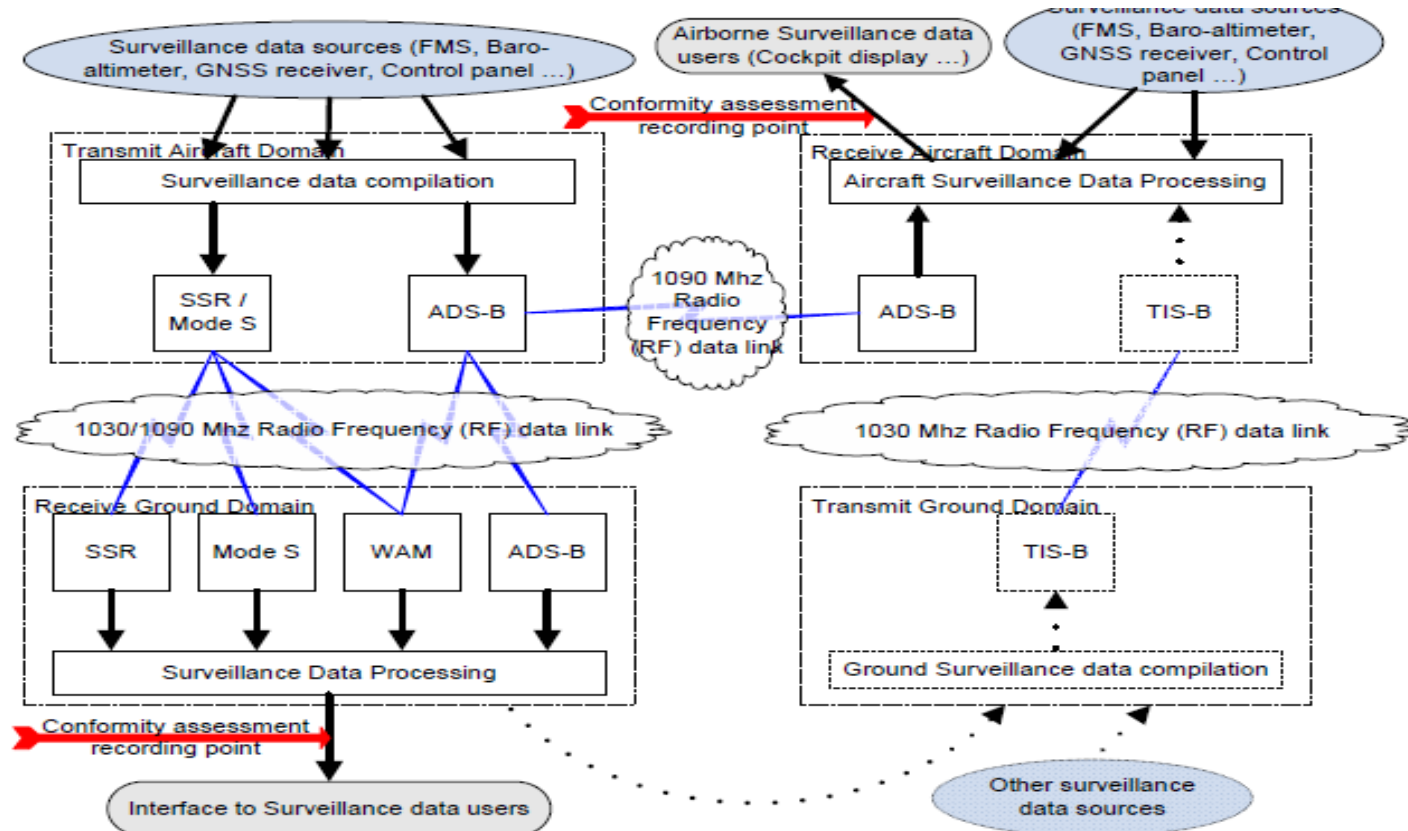 Surveillance data sources (FMS, Baro-
altimeter, GNSS receiver, Control panel ...)
Airborne Surveillance data
users (Cockpit display ...)
Surveillance data sources
(FMS, Baro-altimeter,
GNSS receiver, Control
panel ...)
Conformity assessment
recording point
Transmit Aircraft Domain
Surveillance data compilation
SSR /
Mode S
ADS-B
1090 Mhz
Radio
Frequency
(RF) data link
Receive Aircraft Domain
Aircraft Surveillance Data Processing
ADS-B
TIS-B
1030/1090 Mhz Radio Frequency (RF) data link
1030 Mhz Radio Frequency (RF) data link
Receive Ground Domain
SSR
Mode S
WAM
ADS-B
Surveillance Data Processing
Transmit Ground Domain
TIS-B
Ground Surveillance data compilation
Conformity assessment
recording point
Interface to Surveillance data users
Other surveillance
data sources